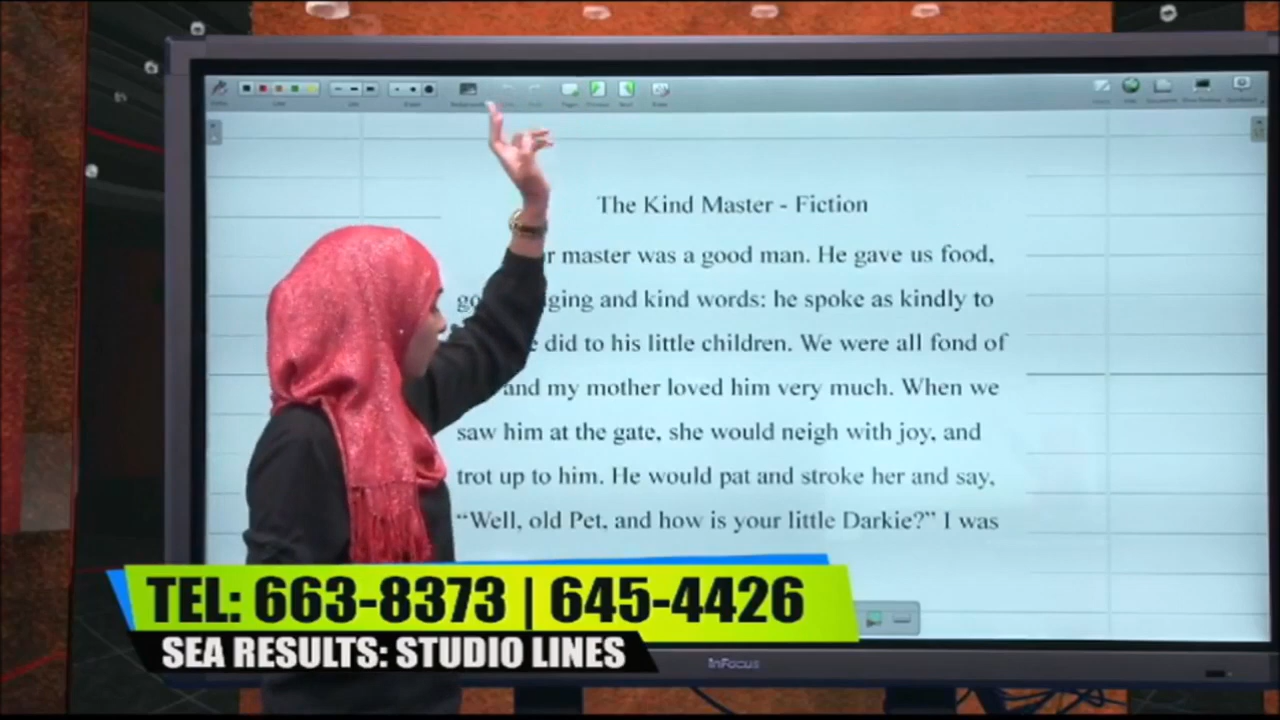 The Kind Master - Fiction
master was a good man. He gave us food,
and kind words: he spoke as kindly to
did to his little children. We were all fond of
and my mother loved him very much. When we
saw him at the gate, she would neigh with joy, and
trot up to him. He would pat and stroke her and say,
“Well, old Pet, and how is your little Darkie?” I was
TEL: 663-8373 | 645-4426
SEA RESULTS: STUDIO LINES
InFocus